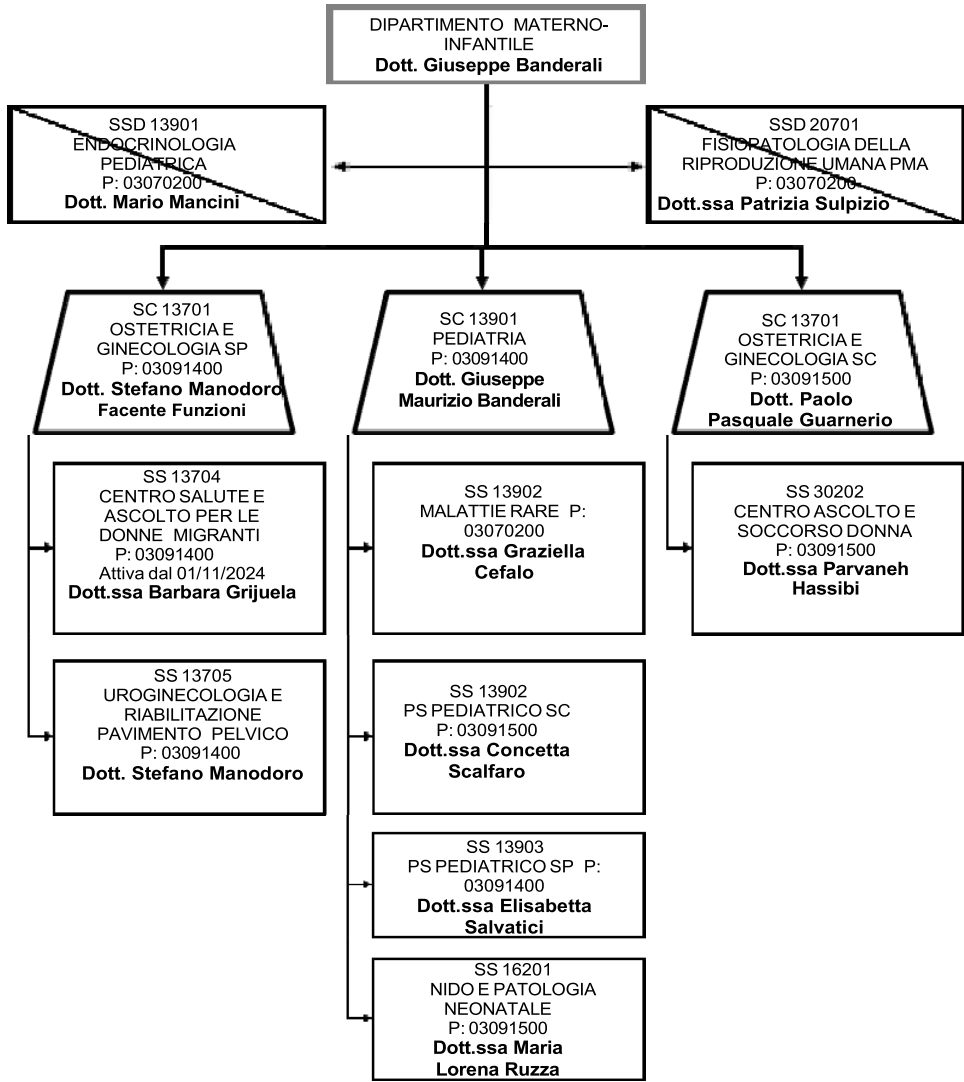 DIPARTIMENTO MATERNO-
INFANTILE
Dott. Giuseppe Banderali
SSD 13901
ENDOCRINOLOGIA
PEDIATRICA
P: 03070200
Dott. Mario Mancini
SSD 20701
FISIOPATOLOGIA DELLA
RIPRODUZIONE UMANA PMA
P: 03070200
Dott.ssa Patrizia Sulpizio
SC 13701
OSTETRICIA E
GINECOLOGIA SP
P: 03091400
Dott. Stefano Manodoro
Facente Funzioni
SC 13901
PEDIATRIA
P: 03091400
Dott. Giuseppe
Maurizio Banderali
SC 13701
OSTETRICIA E
GINECOLOGIA SC
P: 03091500
Dott. Paolo
Pasquale Guarnerio
SS 13704
CENTRO SALUTE E
ASCOLTO PER LE
DONNE MIGRANTI
P: 03091400
Attiva dal 01/11/2024
Dott.ssa Barbara Grijuela
SS 13902
MALATTIE RARE P:
03070200
Dott.ssa Graziella
Cefalo
SS 30202
CENTRO ASCOLTO E
SOCCORSO DONNA
P: 03091500
Dott.ssa Parvaneh
Hassibi
SS 13705
UROGINECOLOGIA E
RIABILITAZIONE
PAVIMENTO PELVICO
P: 03091400
Dott. Stefano Manodoro
SS 13902
PS PEDIATRICO SC
P: 03091500
Dott.ssa Concetta
Scalfaro
SS 13903
PS PEDIATRICO SP P:
03091400
Dott.ssa Elisabetta
Salvatici
SS 16201
NIDO E PATOLOGIA
NEONATALE
P: 03091500
Dott.ssa Maria
Lorena Ruzza